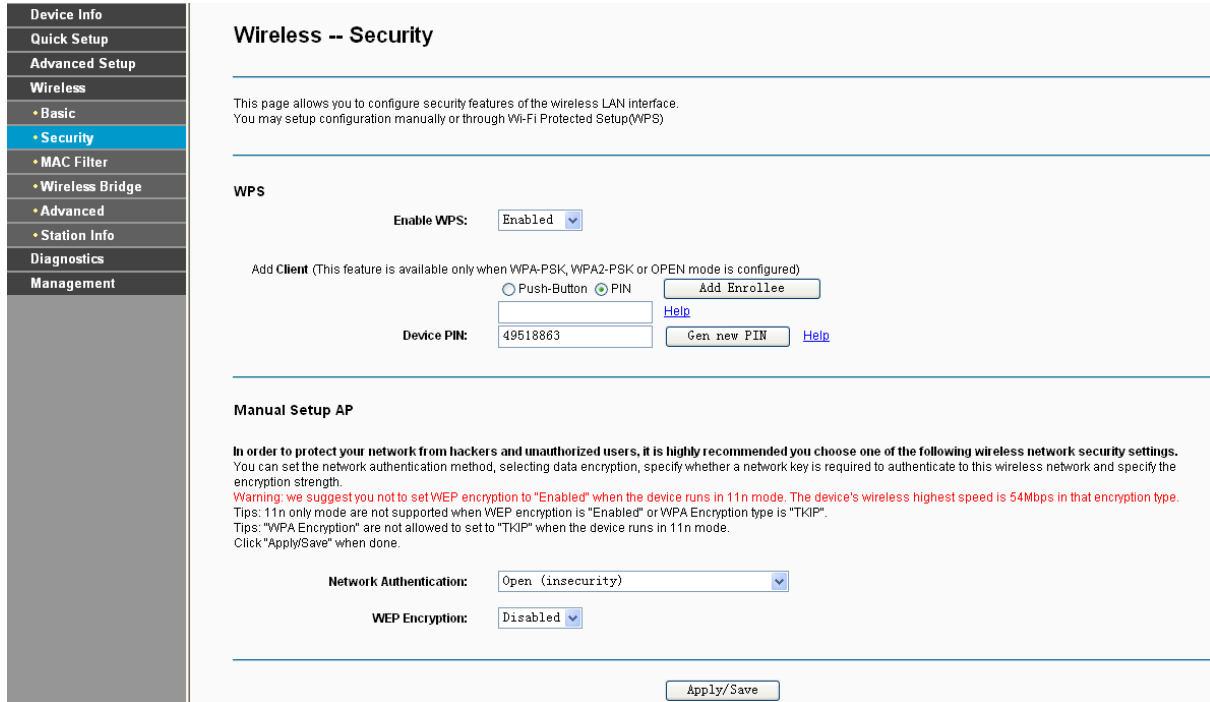 Device Info
Quick Setup
Advanced Setup
Wireless
• Basic
• Security
• MAC Filter
• Wireless Bridge
• Advanced
• Station Info
Diagnostics
Management
Wireless -- Security
This page allows you to configure security features of the wireless LAN interface.
You may setup configuration manually or through Wi-Fi Protected Setup(WPS)
WPS
Enable WPS: Enabled
Add Client (This feature is available only when WPA-PSK, WPA2-PSK or OPEN mode is configured)
Push-Button PIN Add Enrollee
Help
Device PIN: 49518863 Gen new PIN Help
Manual Setup AP
In order to protect your network from hackers and unauthorized users, it is highly recommended you choose one of the following wireless network security settings.
You can set the network authentication method, selecting data encryption, specify whether a network key is required to authenticate to this wireless network and specify the
encryption strength.
Warning: we suggest you not to set WEP encryption to "Enabled" when the device runs in 11n mode. The device's wireless highest speed is 54Mbps in that encryption type.
Tips: 11n only mode are not supported when WEP encryption is "Enabled" or WPA Encryption type is "TKIP".
Tips: "WPA Encryption" are not allowed to set to "TKIP" when the device runs in 11n mode.
Click "Apply/Save" when done.
Network Authentication: Open (insecurity)
WEP Encryption: Disabled
Apply/Save